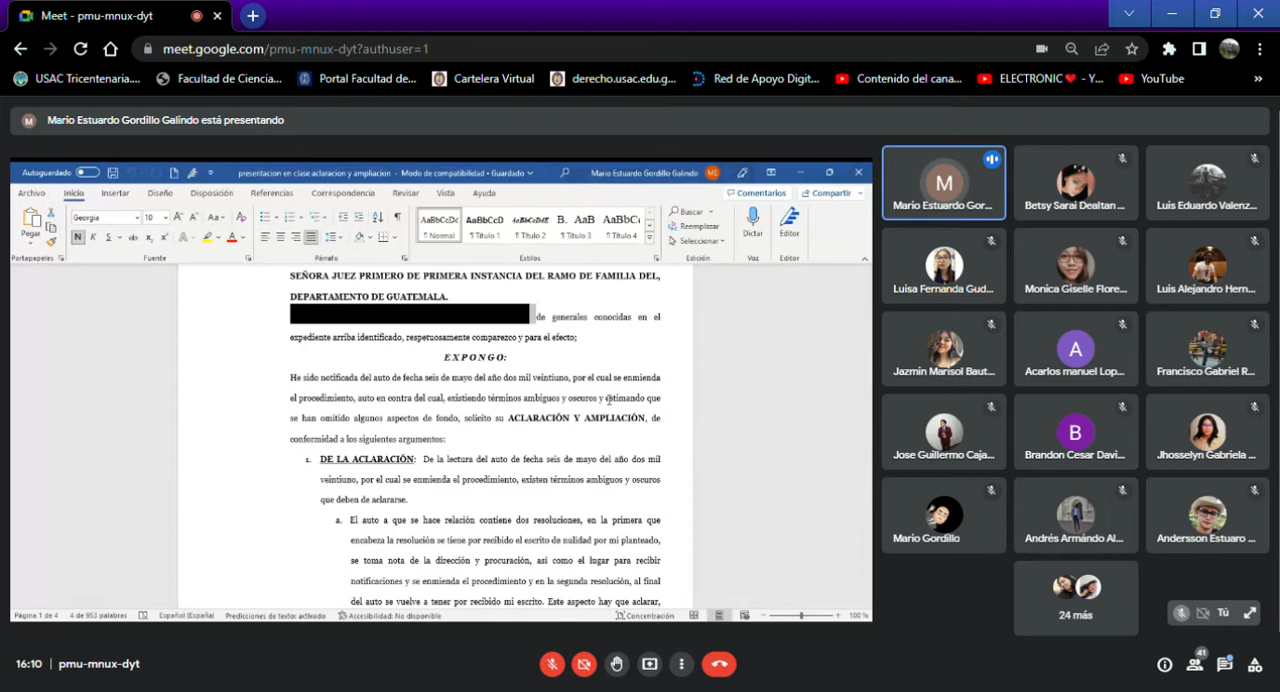 Meet - pmu-mnux-dyt
meet.google.com/pmu-mnux-dyt?authuser=1
USAC Tricentenaria.... Facultad de Ciencia... Portal Facultad de... Cartelera Virtual derecho.usac.edu.g... Red de Apoyo Digit... Contenido del cana... ELECTRONIC❤ - Y... YouTube »
M Mario Estuardo Gordillo Galindo está presentando
Autoguardado presentacion en clase aclaracion y ampliacion - Modo de compatibilidad • Guardado Mario Estuardo Gordillo Galindo MG
Archivo Inicio Insertar Diseño Disposición Referencias Correspondencia Revisar Vista Ayuda Comentarios Compartir
Pegar Georgia 10 Aa N K S ab x₂ x² A A AaBbCcDc AaBbCcD AaBbCcDdE B. AaB AaBbCc Buscar Reemplazar Seleccionar Dictar Editor
¶ Normal ¶ Título 1 ¶ Título 2 ¶ Título 3 ¶ Título 4
Portapapeles Fuente Párrafo Estilos Edición Voz Editor
SEÑORA JUEZ PRIMERO DE PRIMERA INSTANCIA DEL RAMO DE FAMILIA DEL,
DEPARTAMENTO DE GUATEMALA.
de generales conocidas en el
expediente arriba identificado, respetuosamente comparezco y para el efecto;
E X P O N G O:
He sido notificada del auto de fecha seis de mayo del año dos mil veintiuno, por el cual se enmienda
el procedimiento, auto en contra del cual, existiendo términos ambiguos y oscuros y estimando que
se han omitido algunos aspectos de fondo, solicito su ACLARACIÓN Y AMPLIACIÓN, de
conformidad a los siguientes argumentos:
1. DE LA ACLARACIÓN: De la lectura del auto de fecha seis de mayo del año dos mil
veintiuno, por el cual se enmienda el procedimiento, existen términos ambiguos y oscuros
que deben de aclararse.
a. El auto a que se hace relación contiene dos resoluciones, en la primera que
encabeza la resolución se tiene por recibido el escrito de nulidad por mi planteado,
se toma nota de la dirección y procuración, así como el lugar para recibir
notificaciones y se enmienda el procedimiento y en la segunda resolución, al final
del auto se vuelve a tener por recibido mi escrito. Este aspecto hay que aclarar,
Página 1 de 4 4 de 953 palabras Español (España) Predicciones de texto: activado Accesibilidad: No disponible Concentración 100 %
M
Mario Estuardo Gor... Betsy Sarai Dealtan ... Luis Eduardo Valenz...
Luisa Fernanda Gud... Monica Giselle Flore... Luis Alejandro Hern...
A
Jazmin Marisol Baut... Acarlos manuel Lop... Francisco Gabriel R...
B
Jose Guillermo Caja... Brandon Cesar Davi... Jhosselyn Gabriela ...
Mario Gordillo Andrés Armándo Al... Andersson Estuaro ...
24 más
Tú
16:10 | pmu-mnux-dyt
41